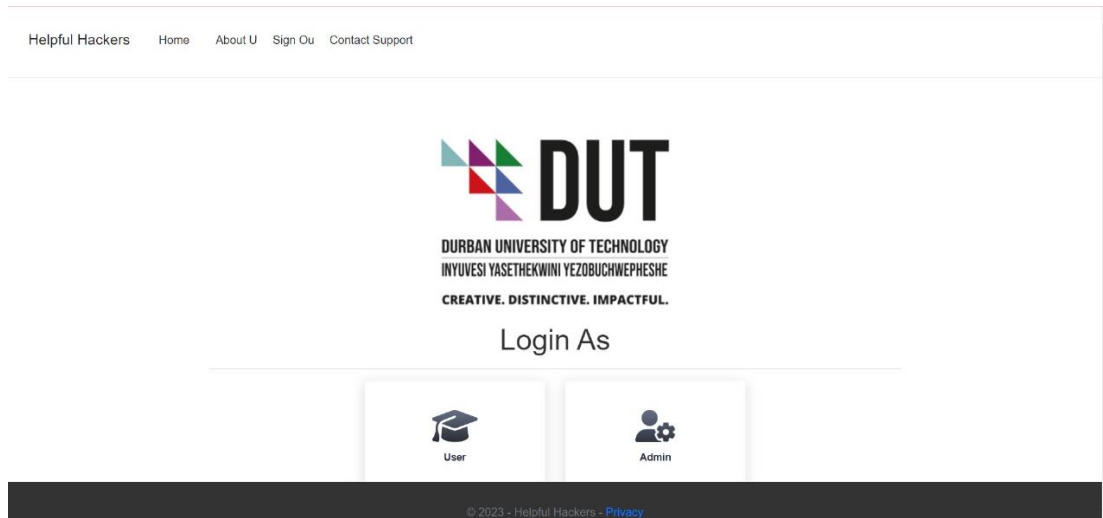 Helpful Hackers Home About U Sign Ou Contact Support
DUT
DURBAN UNIVERSITY OF TECHNOLOGY
INYUVESI YASETHEKWINI YEZOBUCHWEPHESHE
CREATIVE. DISTINCTIVE. IMPACTFUL.
Login As
User Admin
© 2023 - Helpful Hackers - Privacy